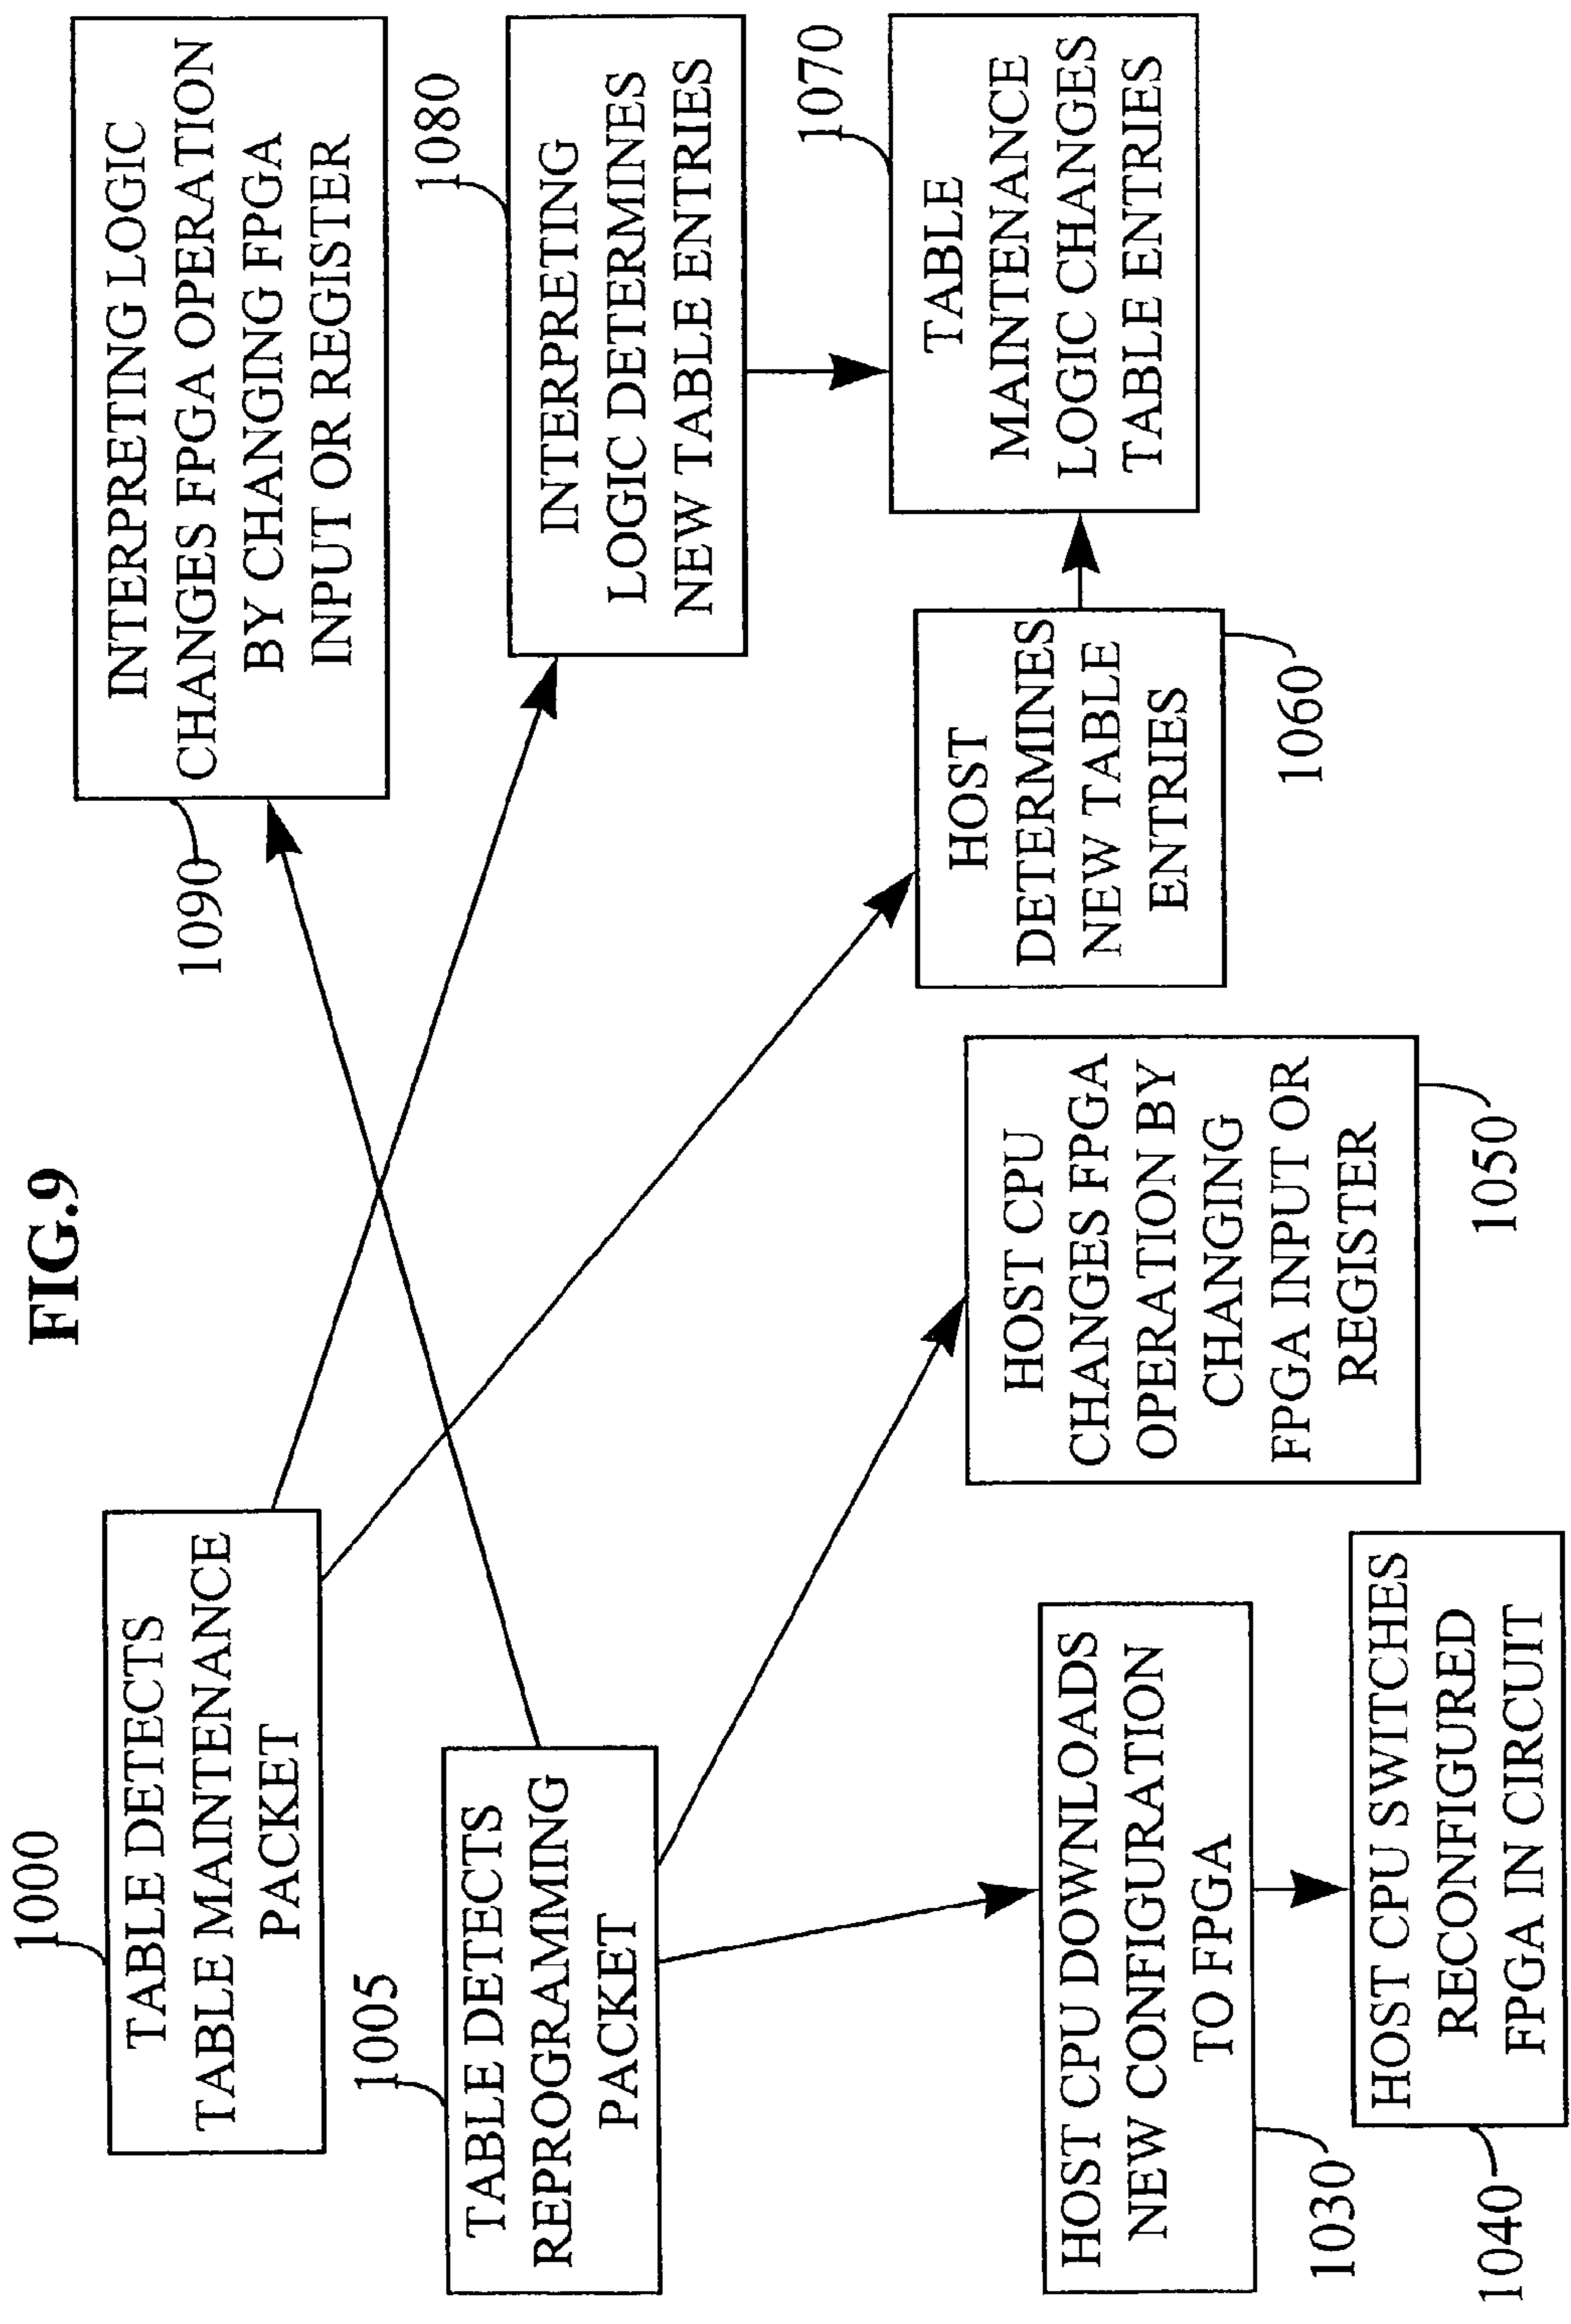 FIG.9
1000
TABLE DETECTS
TABLE MAINTENANCE
PACKET
1005
TABLE DETECTS
REPROGRAMMING
PACKET
HOST CPU DOWNLOADS
NEW CONFIGURATION
TO FPGA
1030
HOST CPU SWITCHES
RECONFIGURED
FPGA IN CIRCUIT
1040
HOST CPU
CHANGES FPGA
OPERATION BY
CHANGING
FPGA INPUT OR
REGISTER
1050
HOST
DETERMINES
NEW TABLE
ENTRIES
1060
1070
TABLE
MAINTENANCE
LOGIC CHANGES
TABLE ENTRIES
1080
INTERPRETING
LOGIC DETERMINES
NEW TABLE ENTRIES
1090
INTERPRETING LOGIC
CHANGES FPGA OPERATION
BY CHANGING FPGA
INPUT OR REGISTER